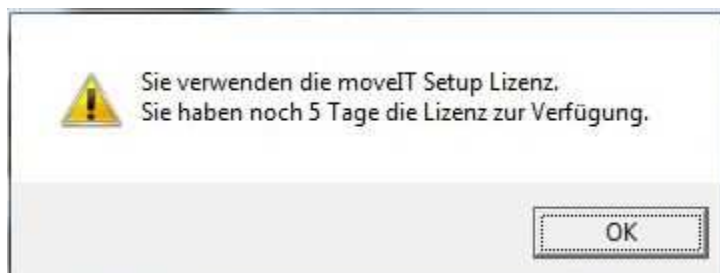 Sie verwenden die moveIT Setup Lizenz.
Sie haben noch 5 Tage die Lizenz zur Verfügung.
OK